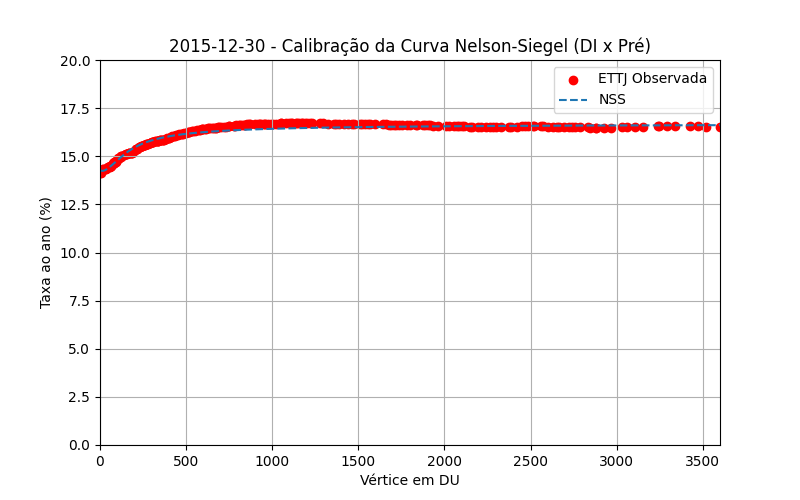 2015-12-30 - Calibração da Curva Nelson-Siegel (DI x Pré)
ETTJ Observada
NSS
Taxa ao ano (%)
20.0
17.5
15.0
12.5
10.0
7.5
5.0
2.5
0.0
0 500 1000 1500 2000 2500 3000 3500
Vértice em DU